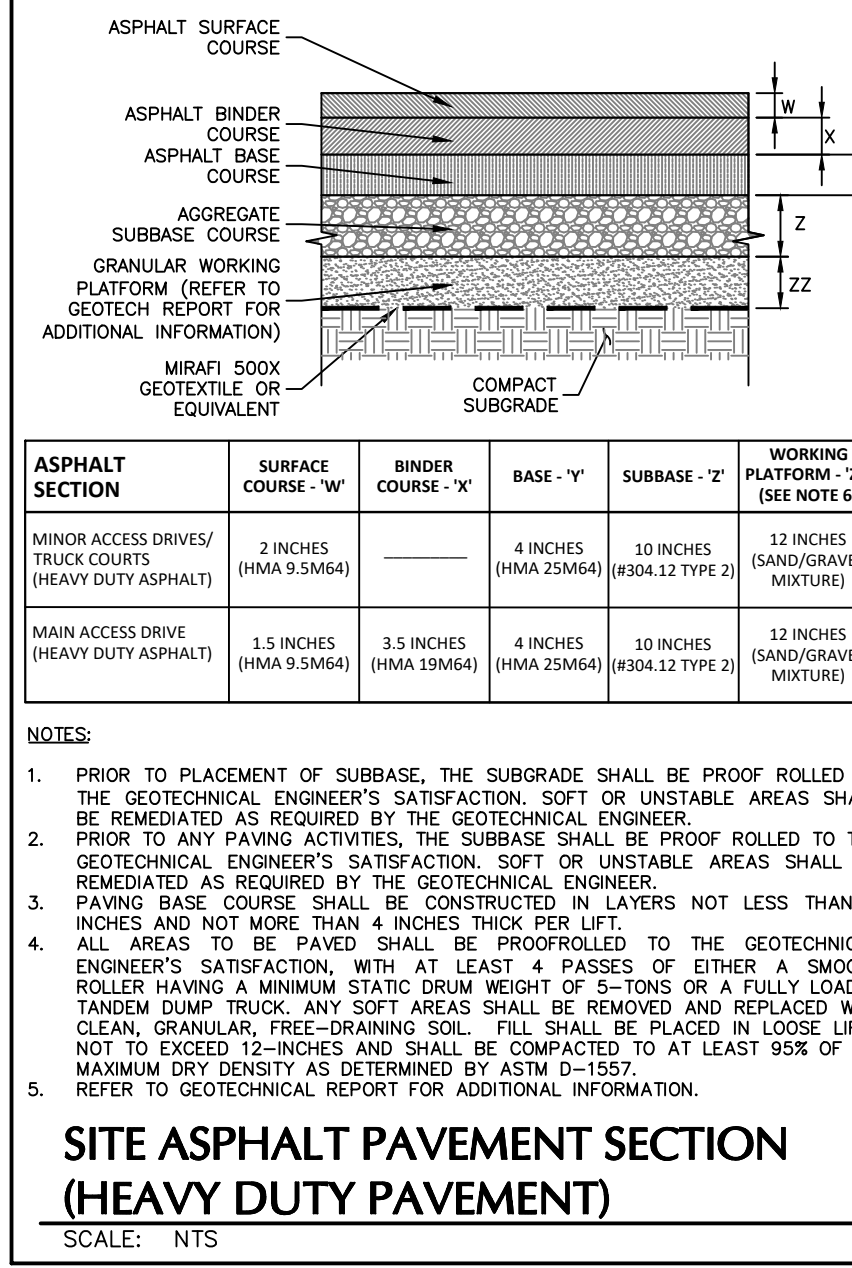 ASPHALT SURFACE
COURSE
ASPHALT BINDER
COURSE
ASPHALT BASE
COURSE
AGGREGATE
SUBBASE COURSE
GRANULAR WORKING
PLATFORM (REFER TO
GEOTECH REPORT FOR
ADDITIONAL INFORMATION)
MIRAFI 500X
GEOTEXTILE OR
EQUIVALENT
COMPACT
SUBGRADE
W
X
Z
ZZ
ASPHALT
SECTION
SURFACE
COURSE - 'W'
BINDER
COURSE - 'X'
BASE - 'Y'
SUBBASE - 'Z'
WORKING
PLATFORM -
(SEE NOTE 6
MINOR ACCESS DRIVES/
TRUCK COURTS
(HEAVY DUTY ASPHALT)
2 INCHES
(HMA 9.5M64)
4 INCHES
(HMA 25M64)
10 INCHES
(#304.12 TYPE 2)
12 INCHES
(SAND/GRAVE
MIXTURE)
MAIN ACCESS DRIVE
(HEAVY DUTY ASPHALT)
1.5 INCHES
(HMA 9.5M64)
3.5 INCHES
(HMA 19M64)
4 INCHES
(HMA 25M64)
10 INCHES
(#304.12 TYPE 2)
12 INCHES
(SAND/GRAVE
MIXTURE)
NOTES:
1. PRIOR TO PLACEMENT OF SUBBASE, THE SUBGRADE SHALL BE PROOF ROLLED
THE GEOTECHNICAL ENGINEER'S SATISFACTION. SOFT OR UNSTABLE AREAS SHA
BE REMEDIATED AS REQUIRED BY THE GEOTECHNICAL ENGINEER.
2. PRIOR TO ANY PAVING ACTIVITIES, THE SUBBASE SHALL BE PROOF ROLLED TO T
GEOTECHNICAL ENGINEER'S SATISFACTION. SOFT OR UNSTABLE AREAS SHALL
REMEDIATED AS REQUIRED BY THE GEOTECHNICAL ENGINEER.
3. PAVING BASE COURSE SHALL BE CONSTRUCTED IN LAYERS NOT LESS THAN
INCHES AND NOT MORE THAN 4 INCHES THICK PER LIFT.
4. ALL AREAS TO BE PAVED SHALL BE PROOFROLLED TO THE GEOTECHNIC
ENGINEER'S SATISFACTION, WITH AT LEAST 4 PASSES OF EITHER A SMOO
ROLLER HAVING A MINIMUM STATIC DRUM WEIGHT OF 5-TONS OR A FULLY LOAD
TANDEM DUMP TRUCK. ANY SOFT AREAS SHALL BE REMOVED AND REPLACED W
CLEAN, GRANULAR, FREE-DRAINING SOIL. FILL SHALL BE PLACED IN LOOSE LIF
NOT TO EXCEED 12-INCHES AND SHALL BE COMPACTED TO AT LEAST 95% OF
MAXIMUM DRY DENSITY AS DETERMINED BY ASTM D-1557.
5. REFER TO GEOTECHNICAL REPORT FOR ADDITIONAL INFORMATION.
SITE ASPHALT PAVEMENT SECTION
(HEAVY DUTY PAVEMENT)
SCALE: NTS